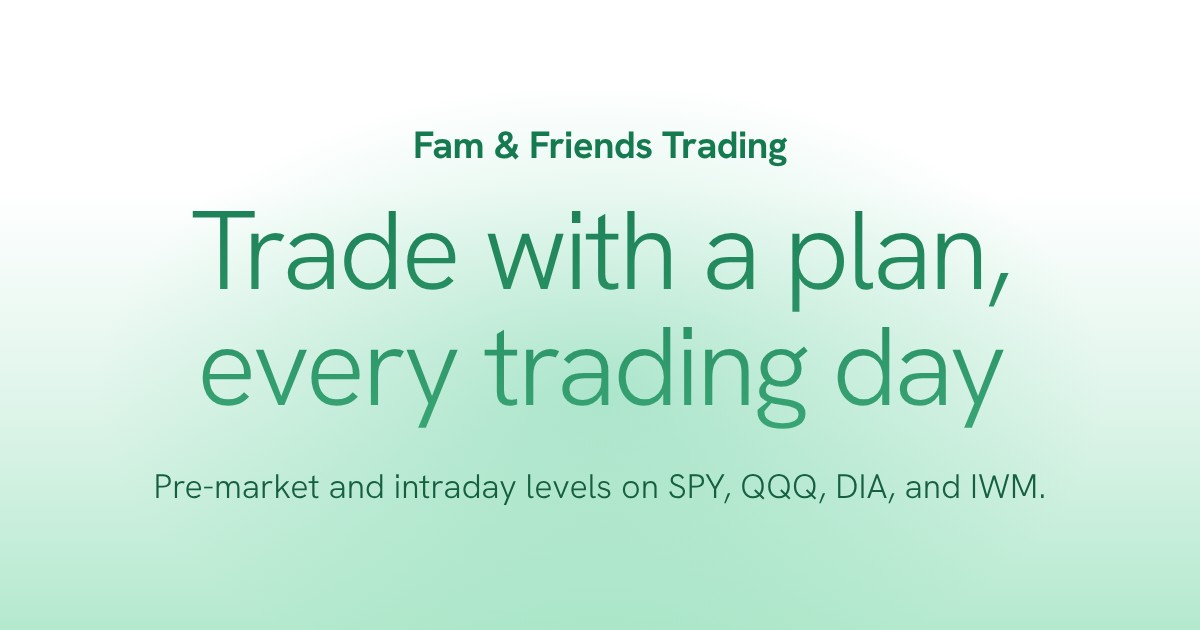 Fam & Friends Trading
Trade with a plan,
every trading day
Pre-market and intraday levels on SPY, QQQ, DIA, and IWM.